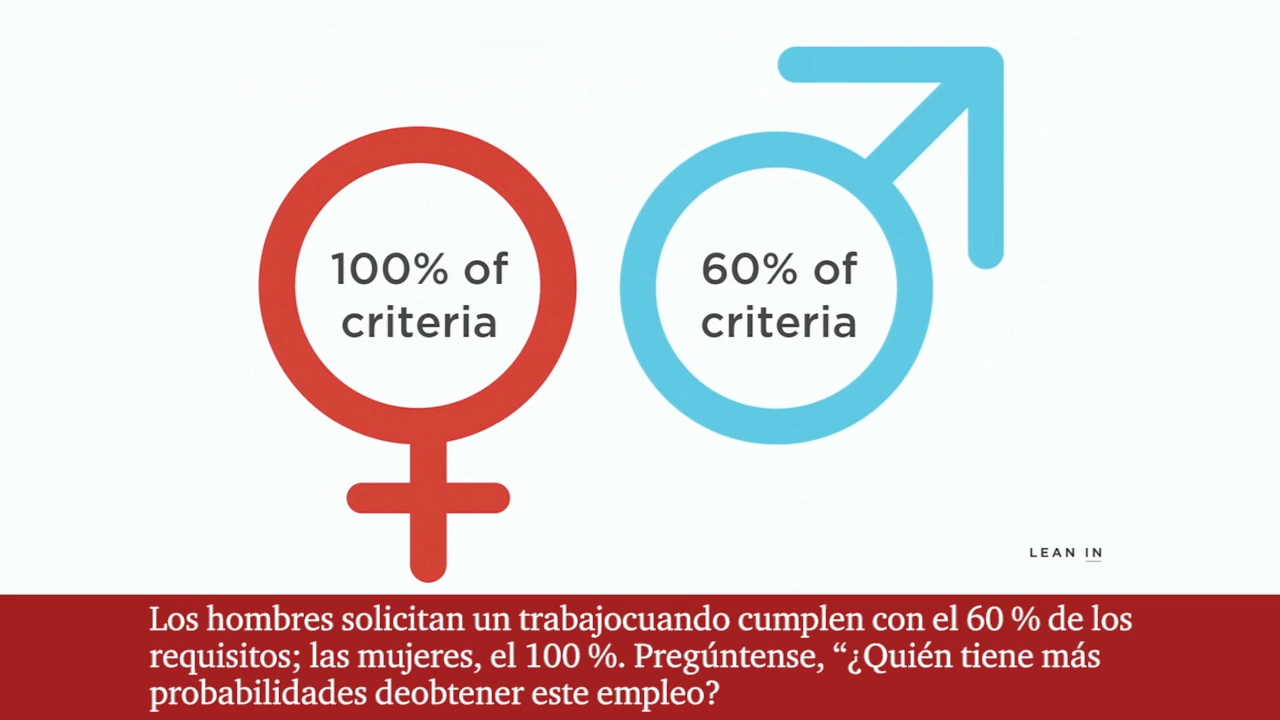 100% of
criteria
60% of
criteria
LEAN IN
Los hombres solicitan un trabajocuando cumplen con el 60 % de los
requisitos; las mujeres, el 100 %. Pregúntense, “¿Quién tiene más
probabilidades deobtener este empleo?